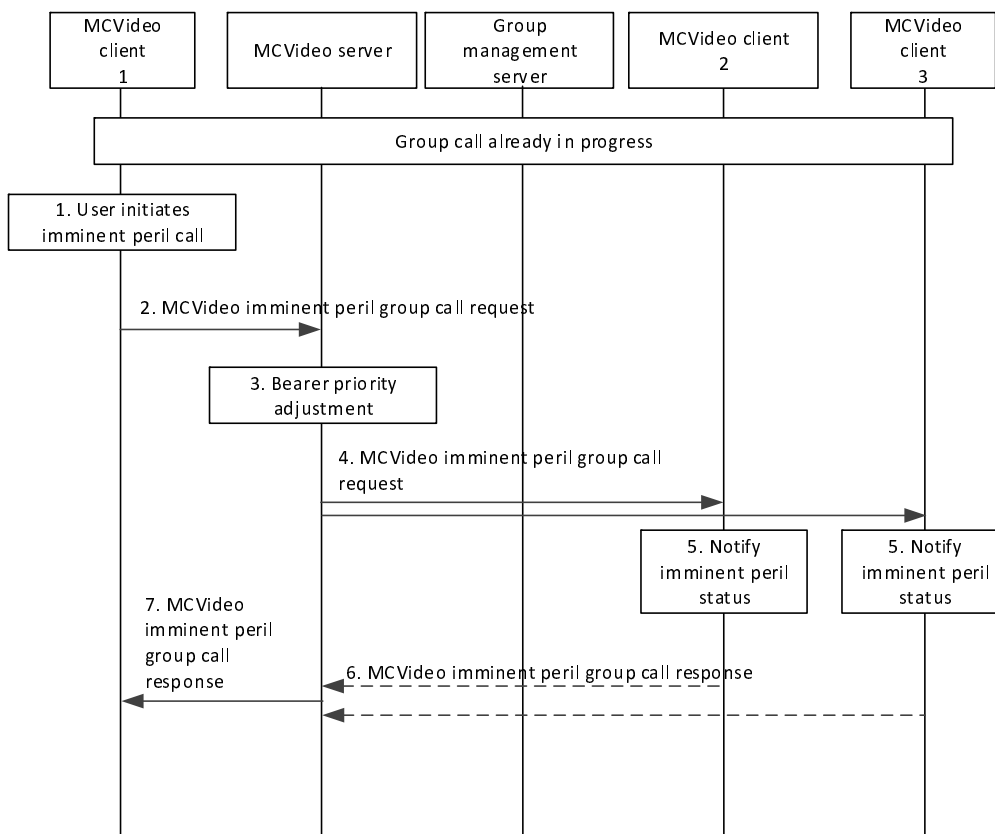 MCVideo
client
1
MCVideo server
Group
management
server
MCVideo client
2
MCVideo
client
3
Group call already in progress
1. User initiates
imminent peril call
2. MCVideo imminent peril group call request
3. Bearer priority
adjustment
4. MCVideo imminent peril group call
request
5. Notify
imminent peril
status
5. Notify
imminent peril
status
7. MCVideo
imminent peril
group call
response
6. MCVideo imminent peril group call response